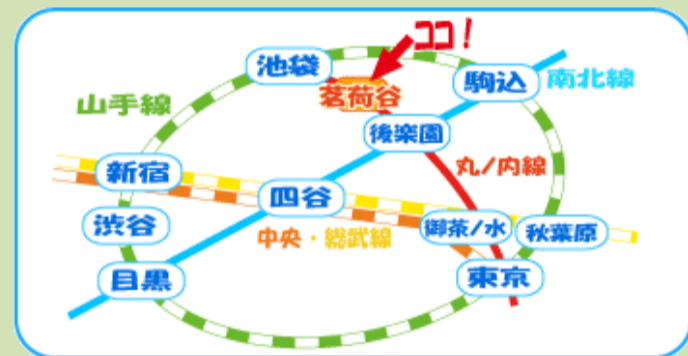 ココ!
池袋
茗荷谷
駒込
南北線
山手線
後楽園
新宿
丸ノ内線
四谷
渋谷
中央・総武線
御茶ノ水
秋葉原
目黒
東京